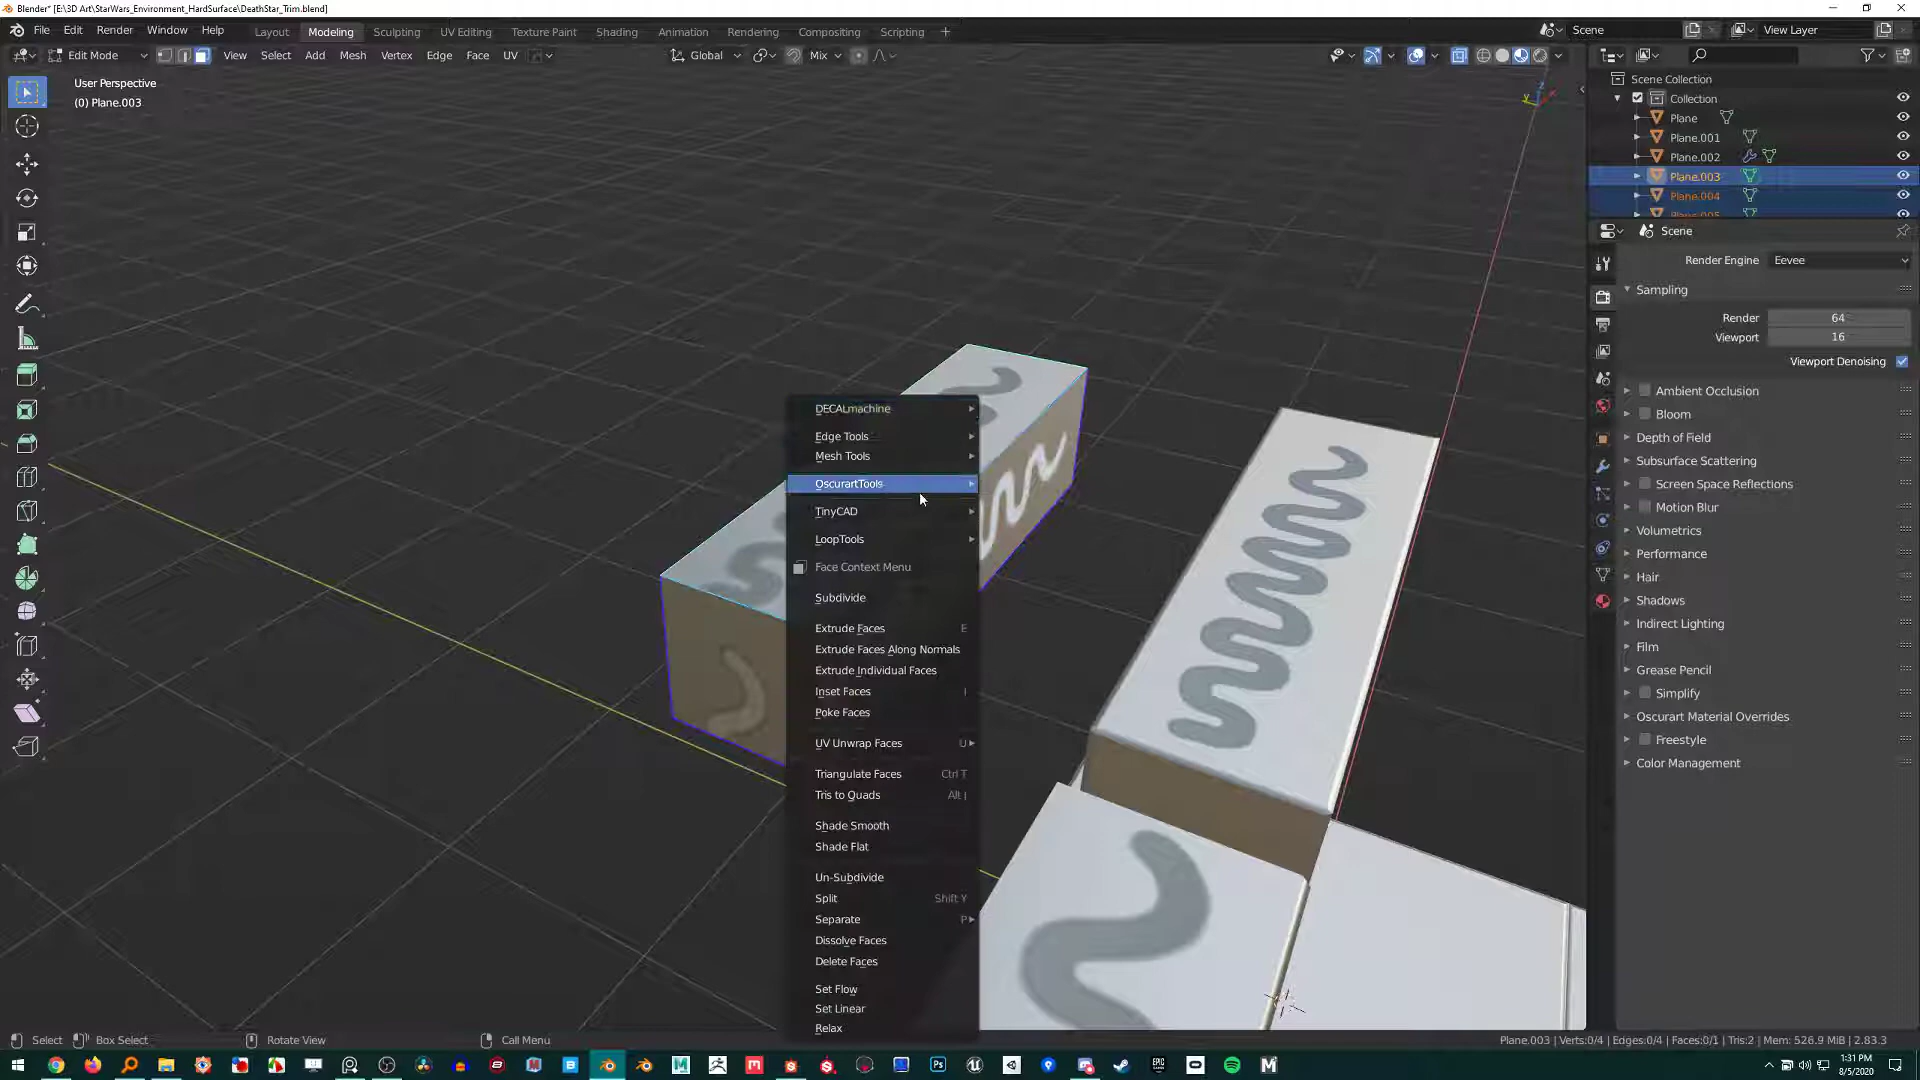 Blender* [E:\3D Art\StarWars_Environment_HardSurface\DeathStar_Trim.blend]
File Edit Render Window Help Layout Modeling Sculpting UV Editing Texture Paint Shading Animation Rendering Compositing Scripting + Scene View Layer
Edit Mode View Select Add Mesh Vertex Edge Face UV Global Mix
User Perspective
(0) Plane.003
Scene Collection
Collection
Plane
Plane.001
Plane.002
Plane.003
Plane.004
Plane.005
Scene
Render Engine Eevee
Sampling
Render 64
Viewport 16
Viewport Denoising
Ambient Occlusion
Bloom
Depth of Field
Subsurface Scattering
Screen Space Reflections
Motion Blur
Volumetrics
Performance
Hair
Shadows
Indirect Lighting
Film
Grease Pencil
Simplify
Oscurart Material Overrides
Freestyle
Color Management
DECALmachine
Edge Tools
Mesh Tools
OscurartTools
TinyCAD
LoopTools
Face Context Menu
Subdivide
Extrude Faces E
Extrude Faces Along Normals
Extrude Individual Faces
Inset Faces I
Poke Faces
UV Unwrap Faces U
Triangulate Faces Ctrl T
Tris to Quads Alt J
Shade Smooth
Shade Flat
Un-Subdivide
Split Shift Y
Separate P
Dissolve Faces
Delete Faces
Set Flow
Set Linear
Relax
Select Box Select Rotate View Call Menu Plane.003 | Verts:0/4 | Edges:0/4 | Faces:0/1 | Tris:2 | Mem: 526.9 MiB | 2.83.3
1:31 PM
8/5/2020